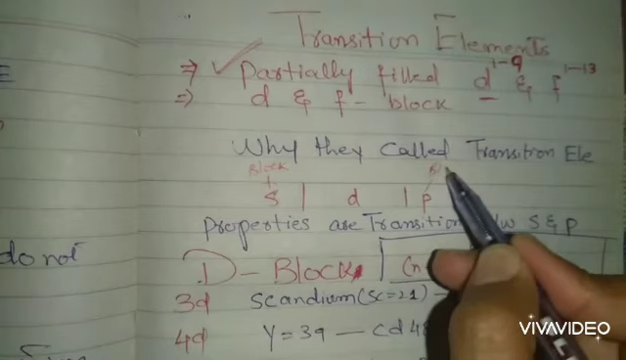 Transition Elements
⇒ ✓ Partially filled d¹⁻⁹ & f¹⁻¹³
⇒ d & f - block
Why they called Transition Ele
Block
s | d | p
Properties are Transition b/w S & P
do not
D - Block
3d Scandium (Sc=21) -
4d Y = 39 — Cd 48
VIVAVIDEO